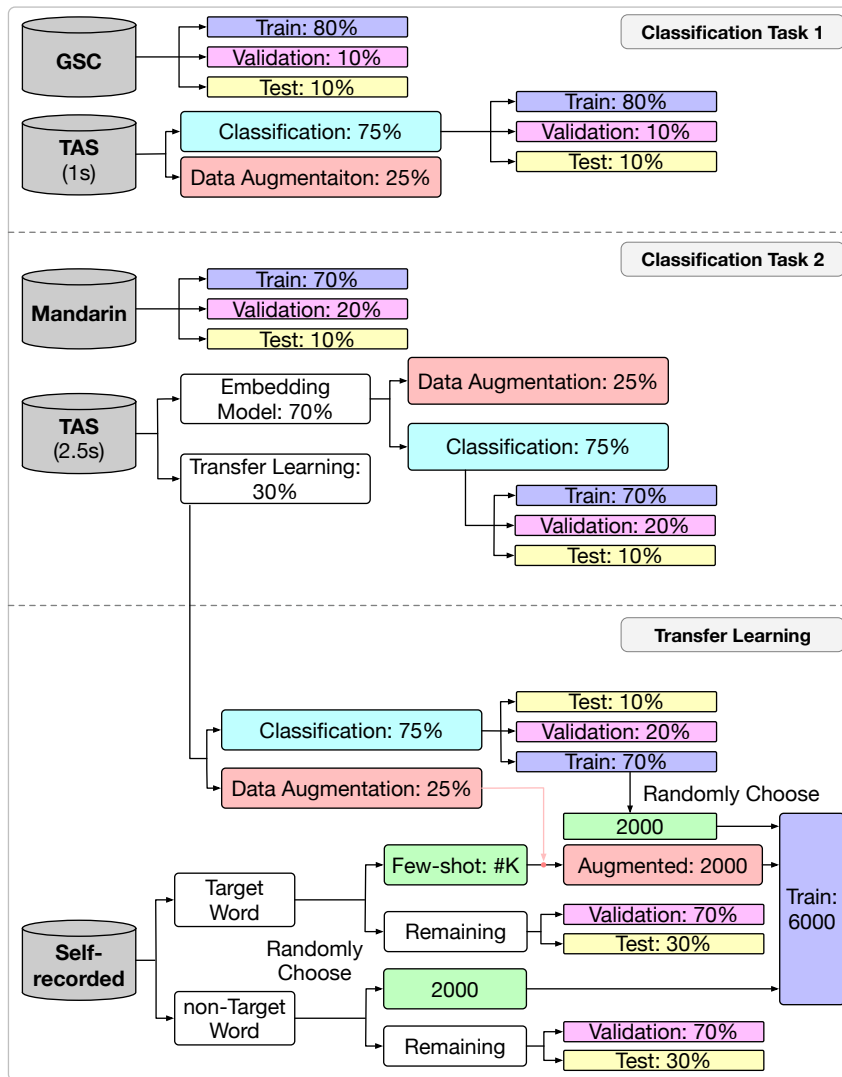 Classification Task 1
GSC
Train: 80%
Validation: 10%
Test: 10%
TAS
(1s)
Classification: 75%
Data Augmentaiton: 25%
Train: 80%
Validation: 10%
Test: 10%
Classification Task 2
Mandarin
Train: 70%
Validation: 20%
Test: 10%
TAS
(2.5s)
Embedding
Model: 70%
Transfer Learning:
30%
Data Augmentation: 25%
Classification: 75%
Train: 70%
Validation: 20%
Test: 10%
Transfer Learning
Classification: 75%
Data Augmentation: 25%
Test: 10%
Validation: 20%
Train: 70%
Randomly Choose
2000
Self-
recorded
Target
Word
Few-shot: #K
Augmented: 2000
Remaining
Validation: 70%
Test: 30%
Train:
6000
non-Target
Word
Randomly
Choose
2000
Remaining
Validation: 70%
Test: 30%